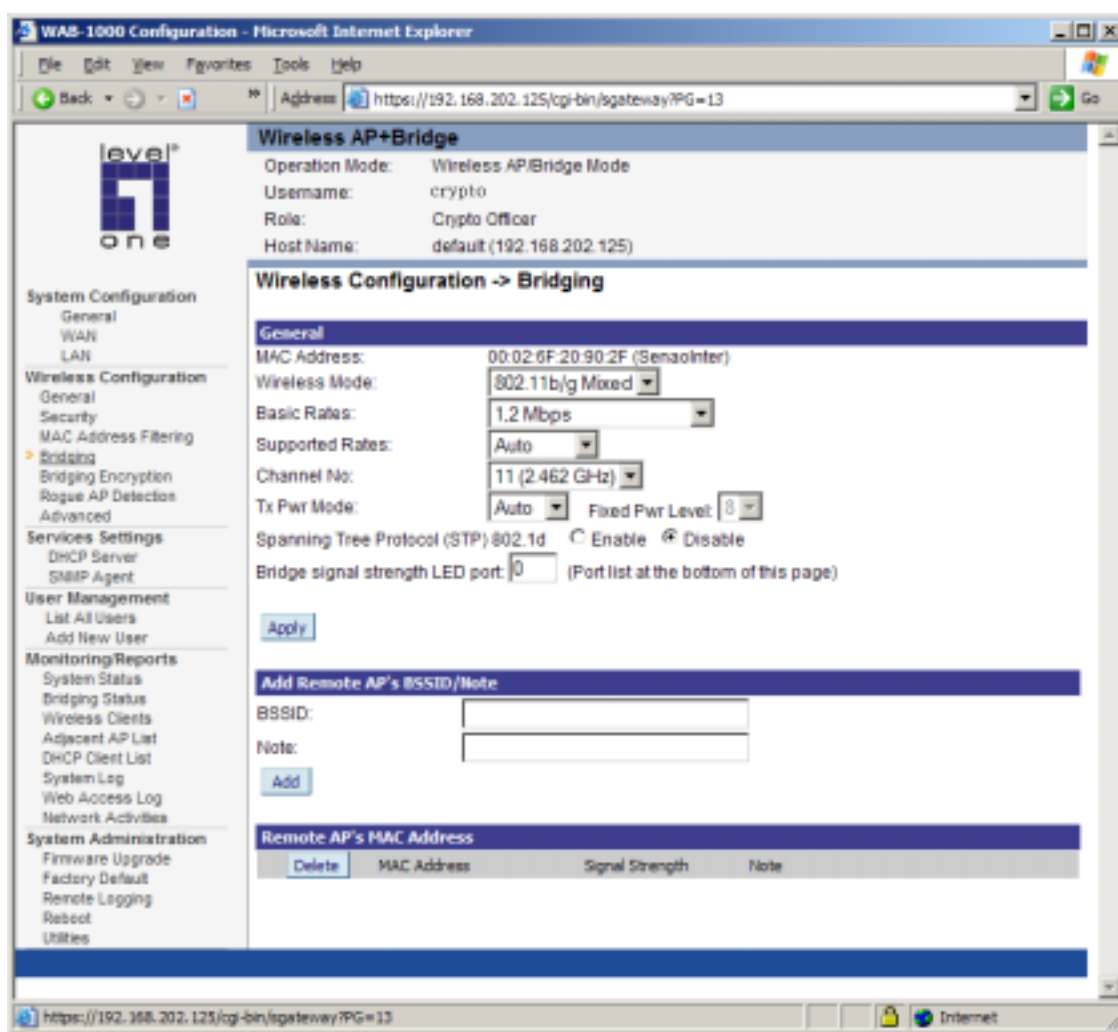 WAB-1000 Configuration - Microsoft Internet Explorer
File Edit View Favorites Tools Help
Back » Address https://192.168.202.125/cgi-bin/sgateway?PG=13 Go
level®
one
Wireless AP+Bridge
Operation Mode: Wireless AP/Bridge Mode
Username: crypto
Role: Crypto Officer
Host Name: default (192.168.202.125)
System Configuration
General
WAN
LAN
Wireless Configuration
General
Security
MAC Address Filtering
> Bridging
Bridging Encryption
Rogue AP Detection
Advanced
Services Settings
DHCP Server
SNMP Agent
User Management
List All Users
Add New User
Monitoring/Reports
System Status
Bridging Status
Wireless Clients
Adjacent AP List
DHCP Client List
System Log
Web Access Log
Network Activities
System Administration
Firmware Upgrade
Factory Default
Remote Logging
Reboot
Utilities
Wireless Configuration -> Bridging
General
MAC Address: 00:02:6F:20:90:2F (SenaoInter)
Wireless Mode: 802.11b/g Mixed
Basic Rates: 1,2 Mbps
Supported Rates: Auto
Channel No: 11 (2.462 GHz)
Tx Pwr Mode: Auto Fixed Pwr Level: 8
Spanning Tree Protocol (STP) 802.1d Enable Disable
Bridge signal strength LED port: 0 (Port list at the bottom of this page)
Apply
Add Remote AP's BSSID/Note
BSSID:
Note:
Add
Remote AP's MAC Address
Delete MAC Address Signal Strength Note
https://192.168.202.125/cgi-bin/sgateway?PG=13 Internet